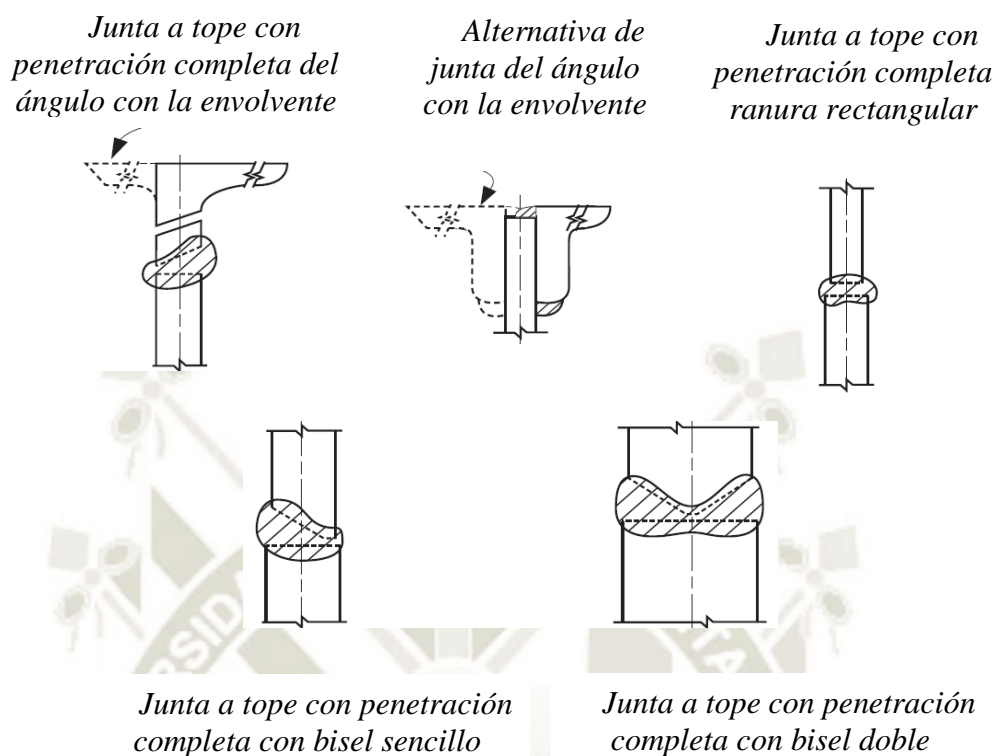 Junta a tope con
penetración completa del
ángulo con la envolvente
Alternativa de
junta del ángulo
con la envolvente
Junta a tope con
penetración completa
ranura rectangular
Junta a tope con penetración
completa con bisel sencillo
Junta a tope con penetración
completa con bisel doble